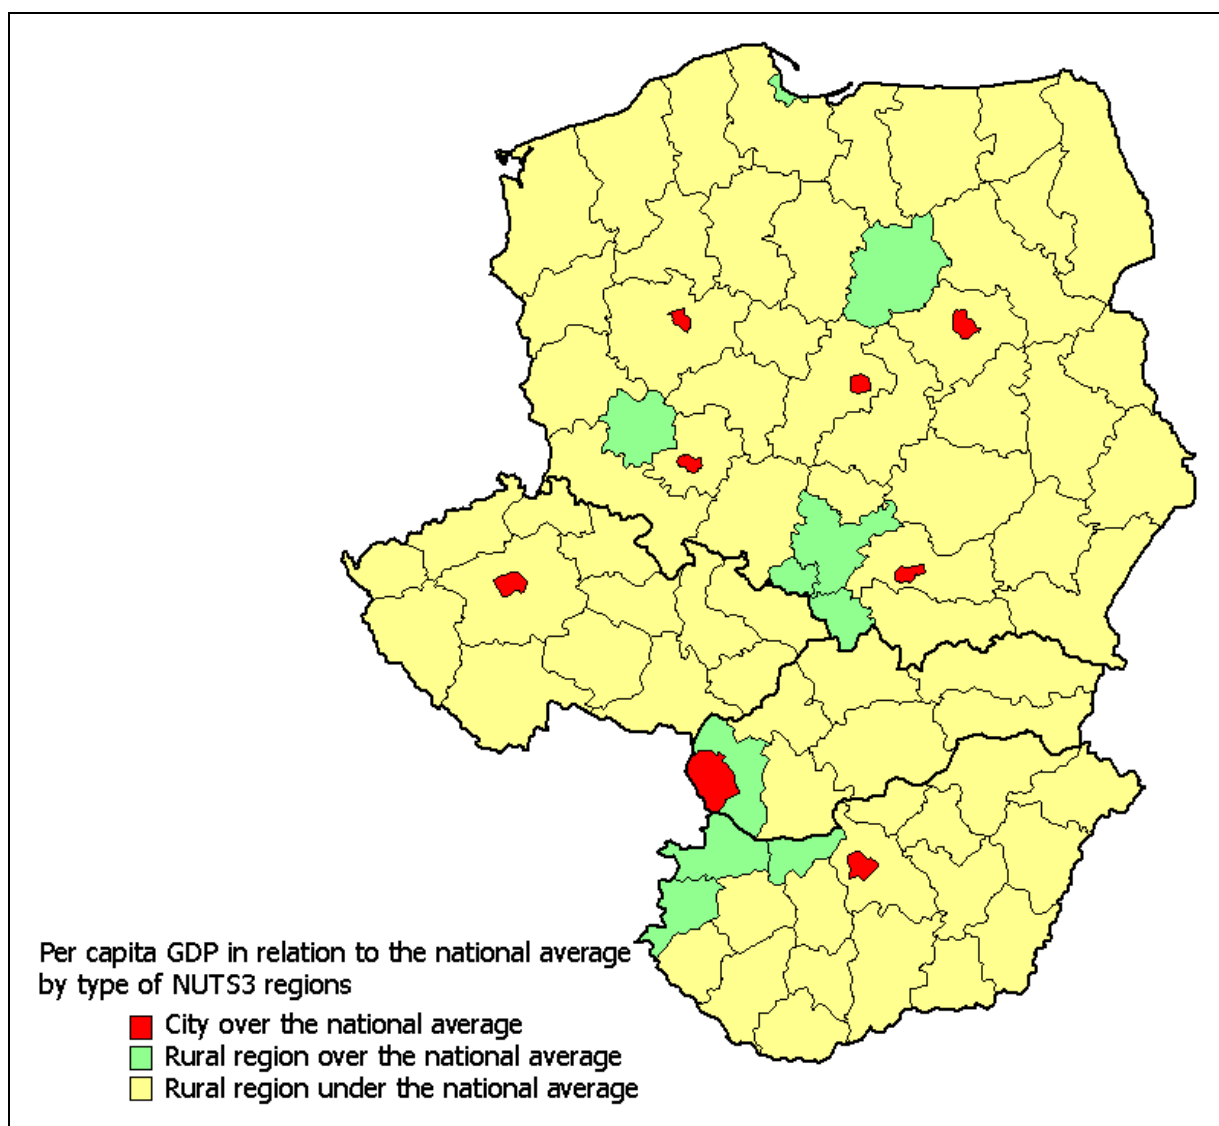 Per capita GDP in relation to the national average
by type of NUTS3 regions
City over the national average
Rural region over the national average
Rural region under the national average